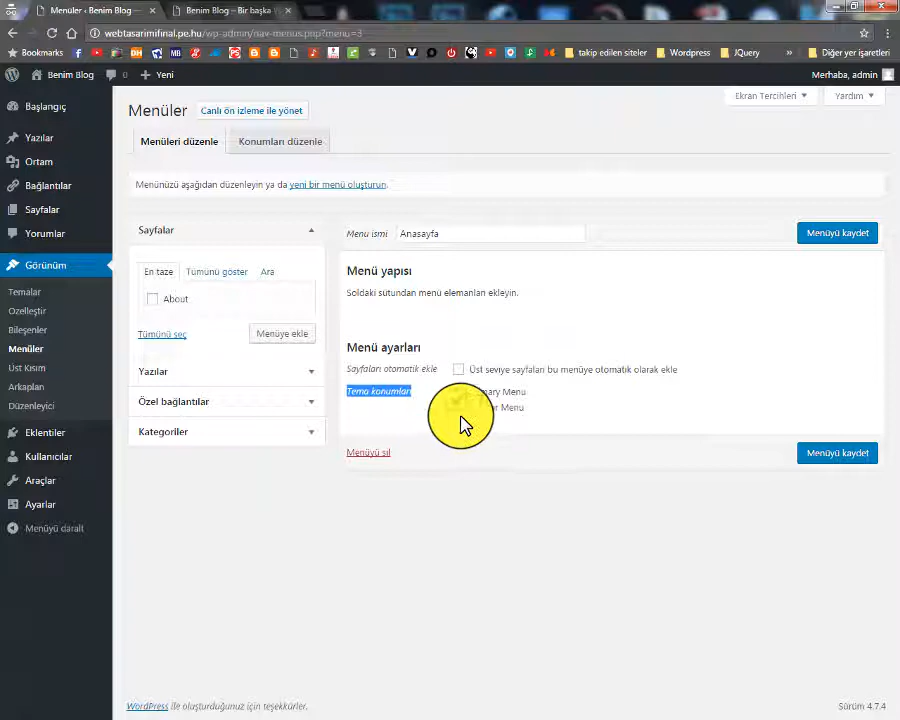 Menüler ‹ Benim Blog —
Benim Blog – Bir başka
webtasarimifinal.pe.hu/wp-admin/nav-menus.php?menu=3
Bookmarks
takip edilen siteler
Wordpress
JQuery
»
Diğer yer işaretleri
Benim Blog
0
Yeni
Merhaba, admin
Başlangıç
Yazılar
Ortam
Bağlantılar
Sayfalar
Yorumlar
Görünüm
Temalar
Özelleştir
Bileşenler
Menüler
Üst Kısım
Arkaplan
Düzenleyici
Eklentiler
Kullanıcılar
Araçlar
Ayarlar
Menüyü daralt
Ekran Tercihleri
Yardım
Menüler
Canlı ön izleme ile yönet
Menüleri düzenle
Konumları düzenle
Menünüzü aşağıdan düzenleyin ya da yeni bir menü oluşturun.
Sayfalar
En taze
Tümünü göster
Ara
About
Tümünü seç
Menüye ekle
Yazılar
Özel bağlantılar
Kategoriler
Menü ismi
Anasayfa
Menüyü kaydet
Menü yapısı
Soldaki sütundan menü elemanları ekleyin.
Menü ayarları
Sayfaları otomatik ekle
Üst seviye sayfaları bu menüye otomatik olarak ekle
Tema konumları
Menu
Menu
Menüyü sil
Menüyü kaydet
WordPress ile oluşturduğunuz için teşekkürler.
Sürüm 4.7.4